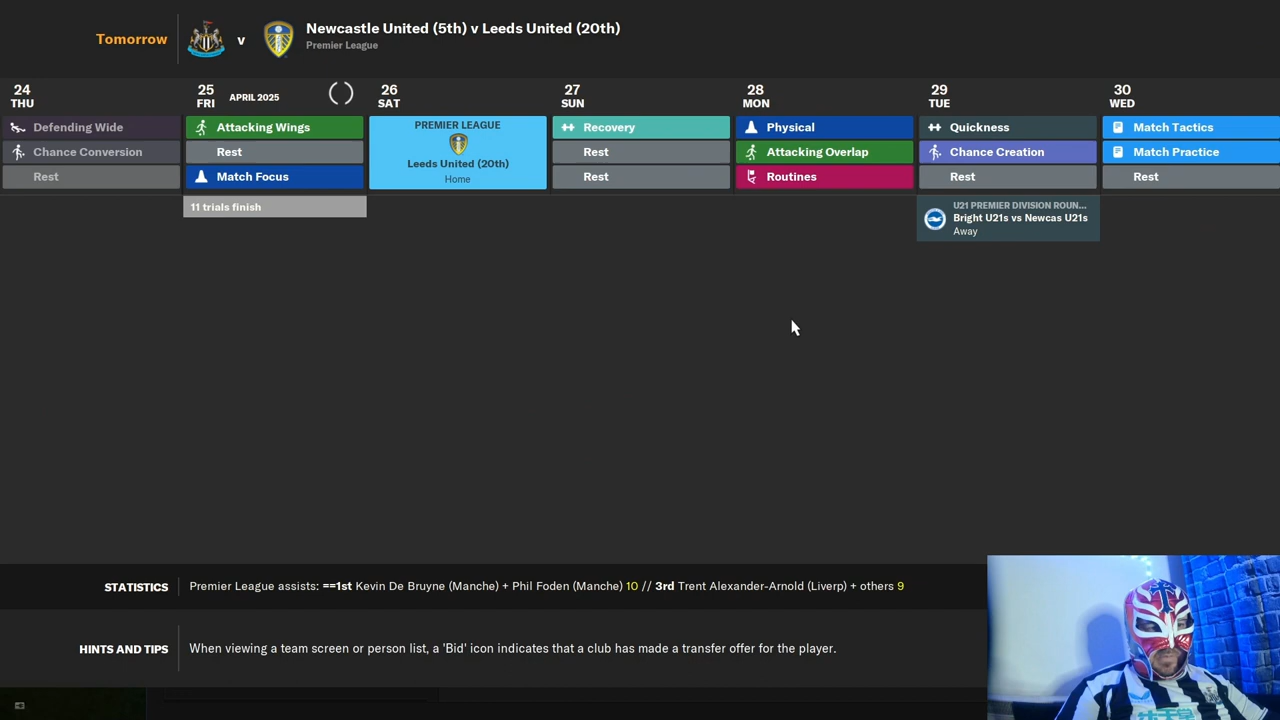 Tomorrow
v
Newcastle United (5th) v Leeds United (20th)
Premier League
24
THU
25
FRI
APRIL 2025
26
SAT
27
SUN
28
MON
29
TUE
30
WED
Defending Wide
Chance Conversion
Rest
Attacking Wings
Rest
Match Focus
11 trials finish
PREMIER LEAGUE
Leeds United (20th)
Home
Recovery
Rest
Rest
Physical
Attacking Overlap
Routines
Quickness
Chance Creation
Rest
U21 PREMIER DIVISION ROUN...
Bright U21s vs Newcas U21s
Away
Match Tactics
Match Practice
Rest
STATISTICS
Premier League assists: ==1st Kevin De Bruyne (Manche) + Phil Foden (Manche) 10 // 3rd Trent Alexander-Arnold (Liverp) + others 9
HINTS AND TIPS
When viewing a team screen or person list, a 'Bid' icon indicates that a club has made a transfer offer for the player.